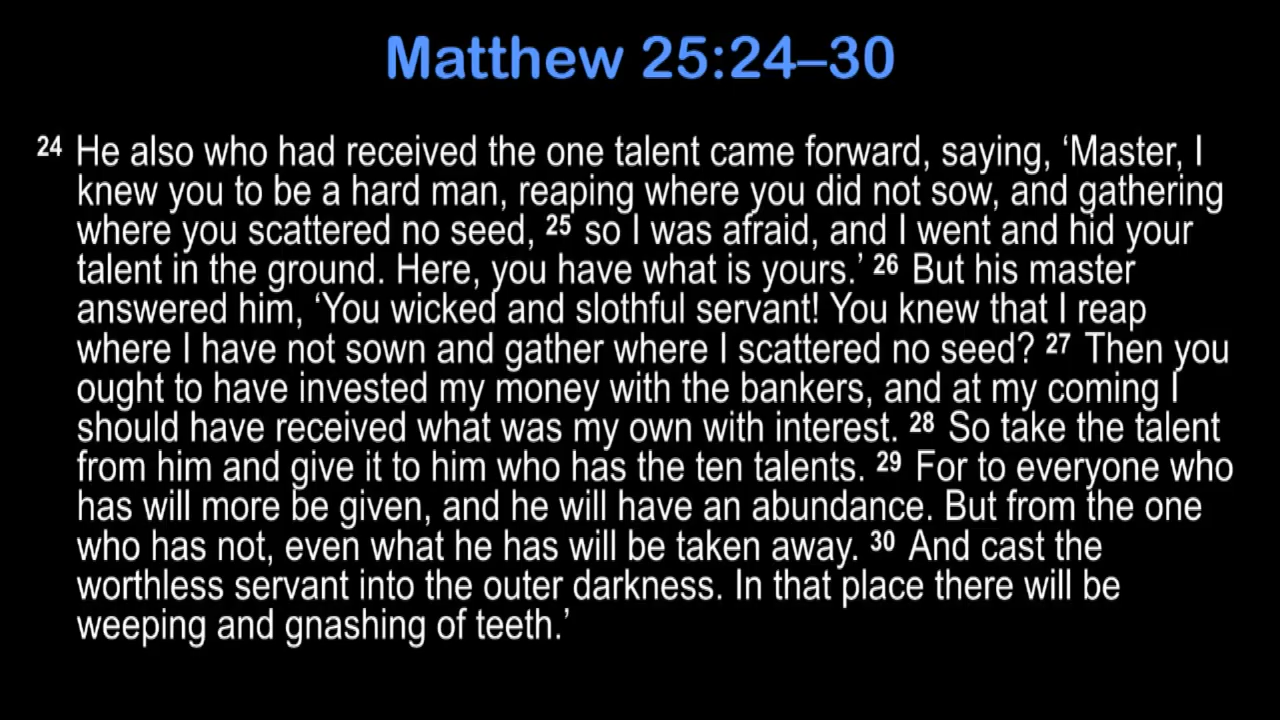 Matthew 25:24–30
24 He also who had received the one talent came forward, saying, ‘Master, I
knew you to be a hard man, reaping where you did not sow, and gathering
where you scattered no seed, 25 so I was afraid, and I went and hid your
talent in the ground. Here, you have what is yours.’ 26 But his master
answered him, ‘You wicked and slothful servant! You knew that I reap
where I have not sown and gather where I scattered no seed? 27 Then you
ought to have invested my money with the bankers, and at my coming I
should have received what was my own with interest. 28 So take the talent
from him and give it to him who has the ten talents. 29 For to everyone who
has will more be given, and he will have an abundance. But from the one
who has not, even what he has will be taken away. 30 And cast the
worthless servant into the outer darkness. In that place there will be
weeping and gnashing of teeth.’